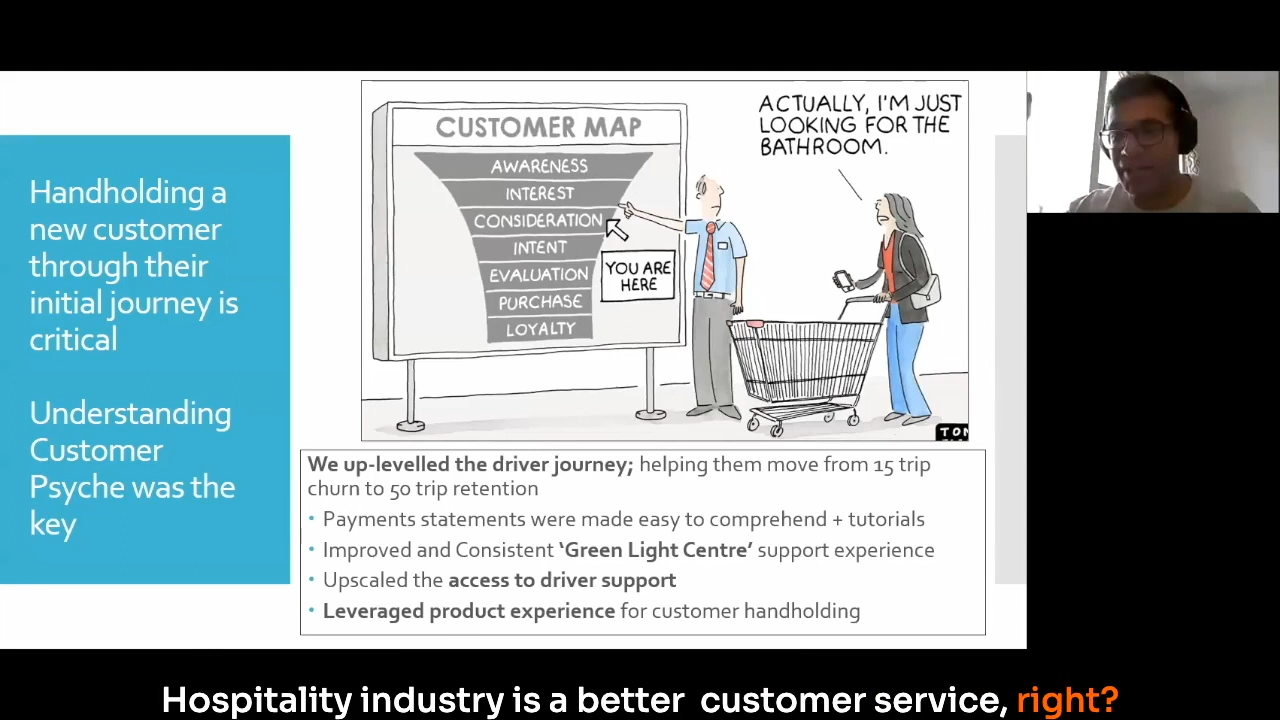 Handholding a
new customer
through their
initial journey is
critical
Understanding
Customer
Psyche was the
key
CUSTOMER MAP
AWARENESS
INTEREST
CONSIDERATION
INTENT
EVALUATION
PURCHASE
LOYALTY
YOU ARE
HERE
ACTUALLY, I'M JUST
LOOKING FOR THE
BATHROOM.
We up-levelled the driver journey; helping them move from 15 trip
churn to 50 trip retention
• Payments statements were made easy to comprehend + tutorials
• Improved and Consistent ‘Green Light Centre’ support experience
• Upscaled the access to driver support
• Leveraged product experience for customer handholding
Hospitality industry is a better customer service, right?